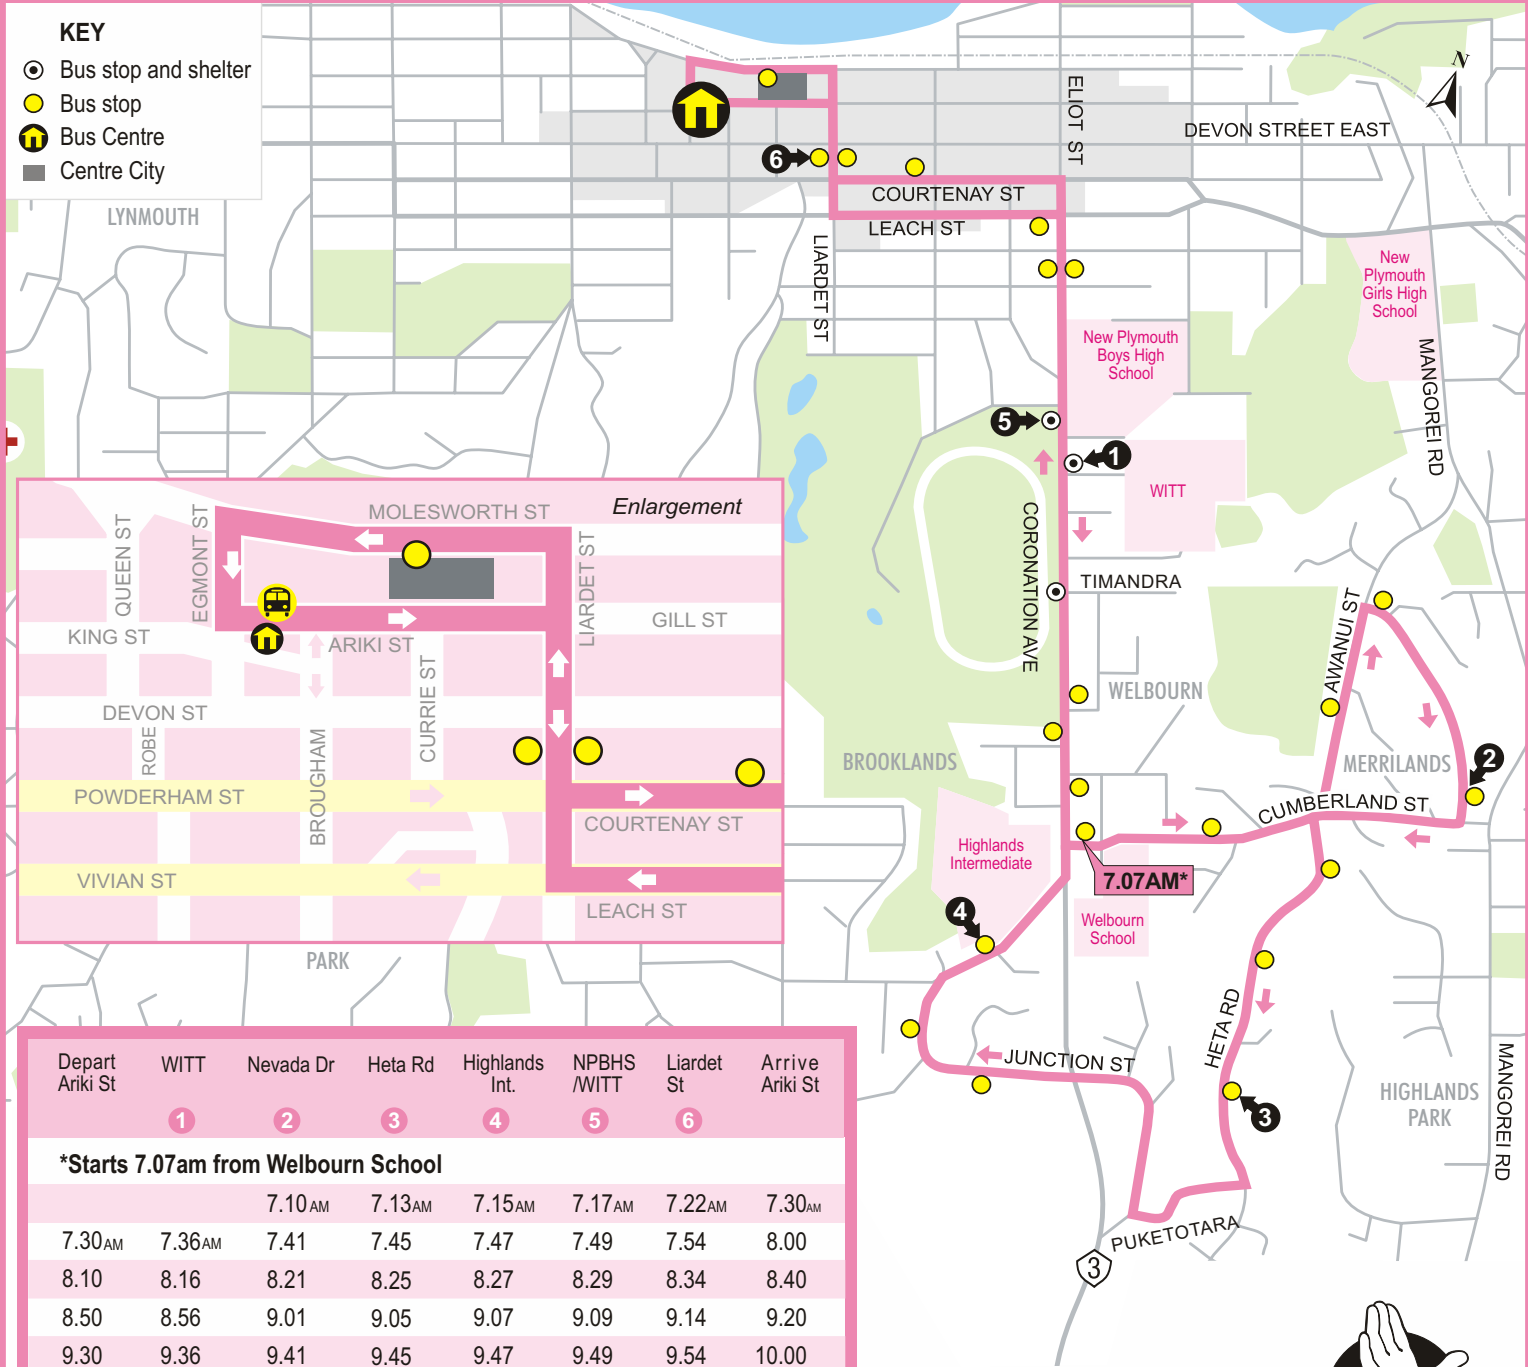 KEY
Bus stop and shelter
Bus stop
Bus Centre
Centre City
N
ELIOT ST
DEVON STREET EAST
6
COURTENAY ST
LEACH ST
LYNMOUTH
LIARDET ST
New
Plymouth
Girls High
School
New Plymouth
Boys High
School
MANGOREI RD
5
1
WITT
CORONATION AVE
TIMANDRA
AWANUI ST
WELBOURN
BROOKLANDS
MERRILANDS
2
CUMBERLAND ST
Highlands
Intermediate
7.07AM*
4
Welbourn
School
HETA RD
JUNCTION ST
3
HIGHLANDS
PARK
MANGOREI RD
PUKETOTARA
3
Enlargement
MOLESWORTH ST
QUEEN ST
EGMONT ST
LIARDET ST
KING ST
ARIKI ST
GILL ST
CURRIE ST
DEVON ST
ROBE
BROUGHAM
POWDERHAM ST
COURTENAY ST
VIVIAN ST
LEACH ST
PARK
Depart Ariki St WITT Nevada Dr Heta Rd Highlands Int. NPBHS /WITT Liardet St Arrive Ariki St
1 2 3 4 5 6
*Starts 7.07am from Welbourn School
7.10AM 7.13AM 7.15AM 7.17AM 7.22AM 7.30AM
7.30AM 7.36AM 7.41 7.45 7.47 7.49 7.54 8.00
8.10 8.16 8.21 8.25 8.27 8.29 8.34 8.40
8.50 8.56 9.01 9.05 9.07 9.09 9.14 9.20
9.30 9.36 9.41 9.45 9.47 9.49 9.54 10.00